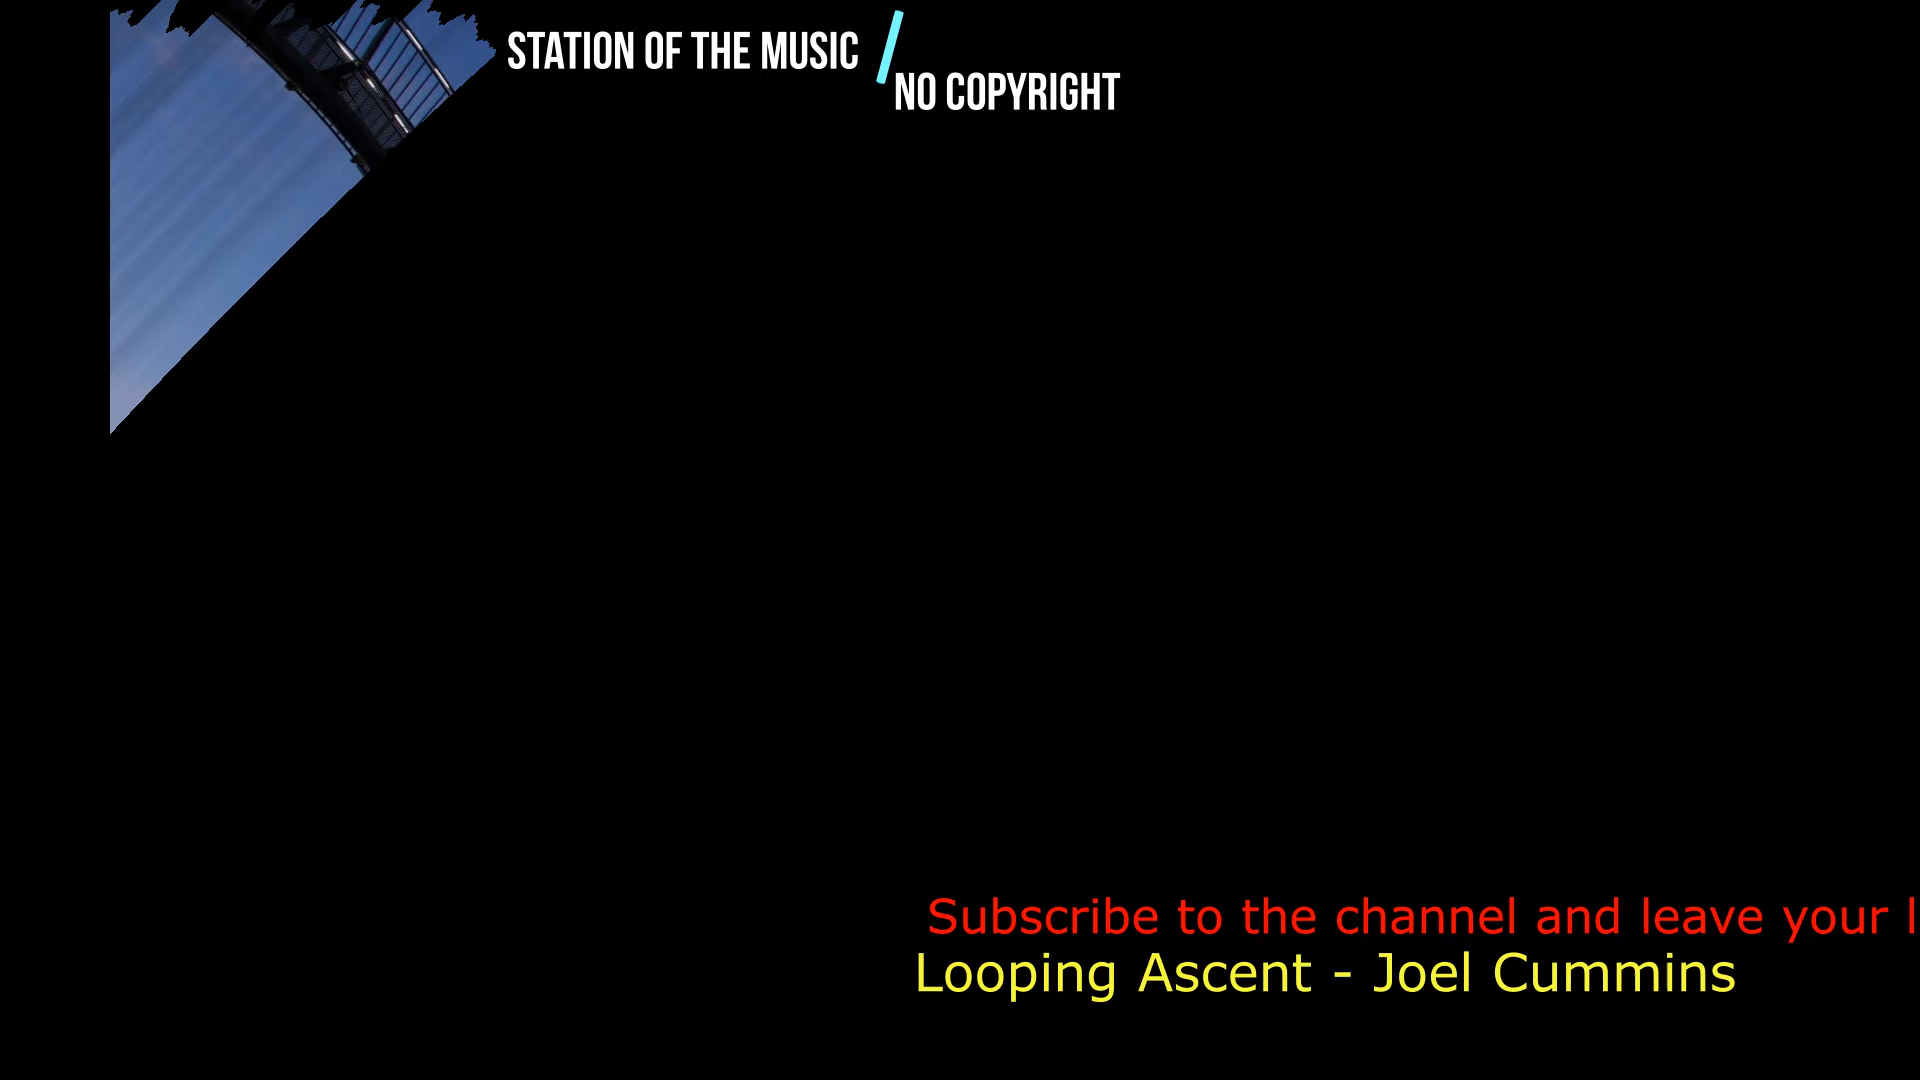 STATION OF THE MUSIC
NO COPYRIGHT
Subscribe to the channel and leave your
Looping Ascent - Joel Cummins